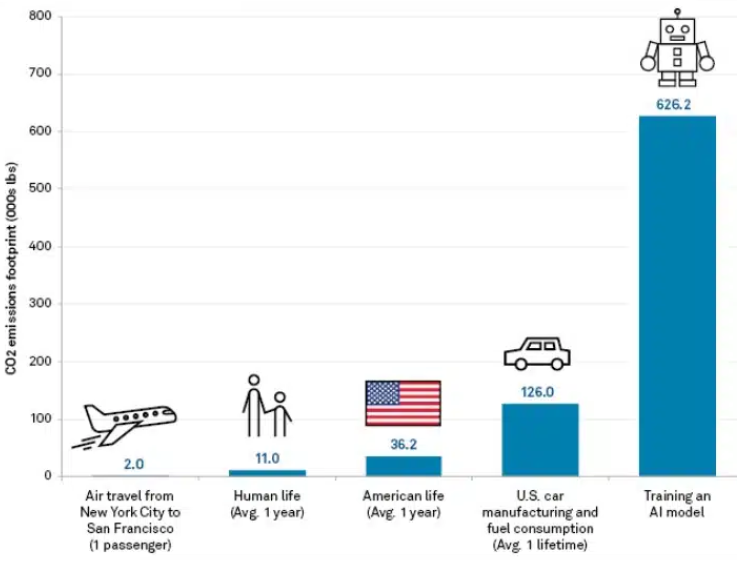 800
700
600
500
400
300
200
100
0
CO2 emissions footprint (000s lbs)
2.0
11.0
36.2
126.0
626.2
Air travel from
New York City to
San Francisco
(1 passenger)
Human life
(Avg. 1 year)
American life
(Avg. 1 year)
U.S. car
manufacturing and
fuel consumption
(Avg. 1 lifetime)
Training an
AI model